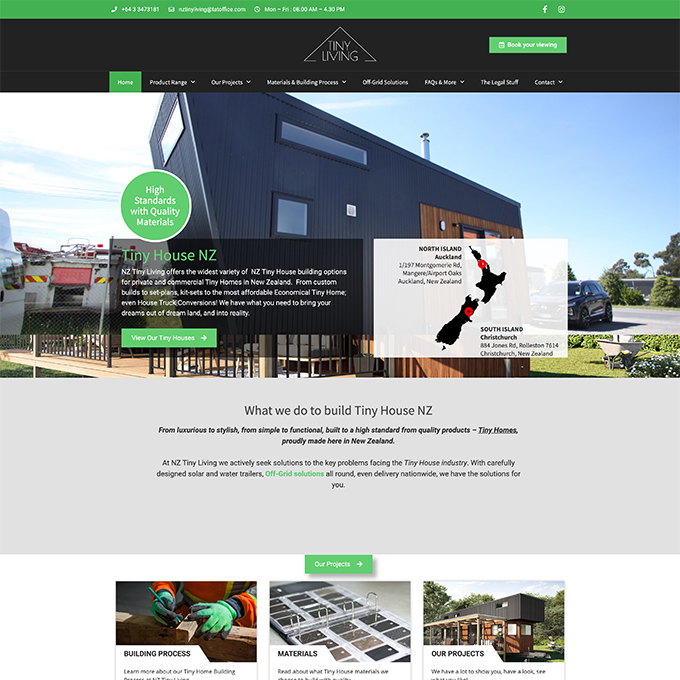 +64 3 3473181 nztinyliving@tatoffice.com Mon – Fri : 08.00 AM – 4.30 PM
TINY
LIVING
Book your viewing
Home Product Range Our Projects Materials & Building Process Off-Grid Solutions FAQs & More The Legal Stuff Contact
High
Standards
with Quality
Materials
Tiny House NZ
NZ Tiny Living offers the widest variety of NZ Tiny House building options
for private and commercial Tiny Homes in New Zealand. From custom
builds to set-plans, kit-sets to the most affordable Economical Tiny Home;
even House Truck Conversions! We have what you need to bring your
dreams out of dream land, and into reality.
View Our Tiny Houses
NORTH ISLAND
Auckland
1/197 Montgomerie Rd,
Mangere/Airport Oaks
Auckland, New Zealand
SOUTH ISLAND
Christchurch
884 Jones Rd, Rolleston 7614
Christchurch, New Zealand
What we do to build Tiny House NZ
From luxurious to stylish, from simple to functional, built to a high standard from quality products – Tiny Homes,
proudly made here in New Zealand.
At NZ Tiny Living we actively seek solutions to the key problems facing the Tiny House industry. With carefully
designed solar and water trailers, Off-Grid solutions all round, even delivery nationwide, we have the solutions for
you.
Our Projects
BUILDING PROCESS
Learn more about our Tiny Home Building
Process at NZ Tiny Living
MATERIALS
Read about what Tiny House materials we
choose to build with quality
OUR PROJECTS
We have a lot to show you, have a look, see
what you like!